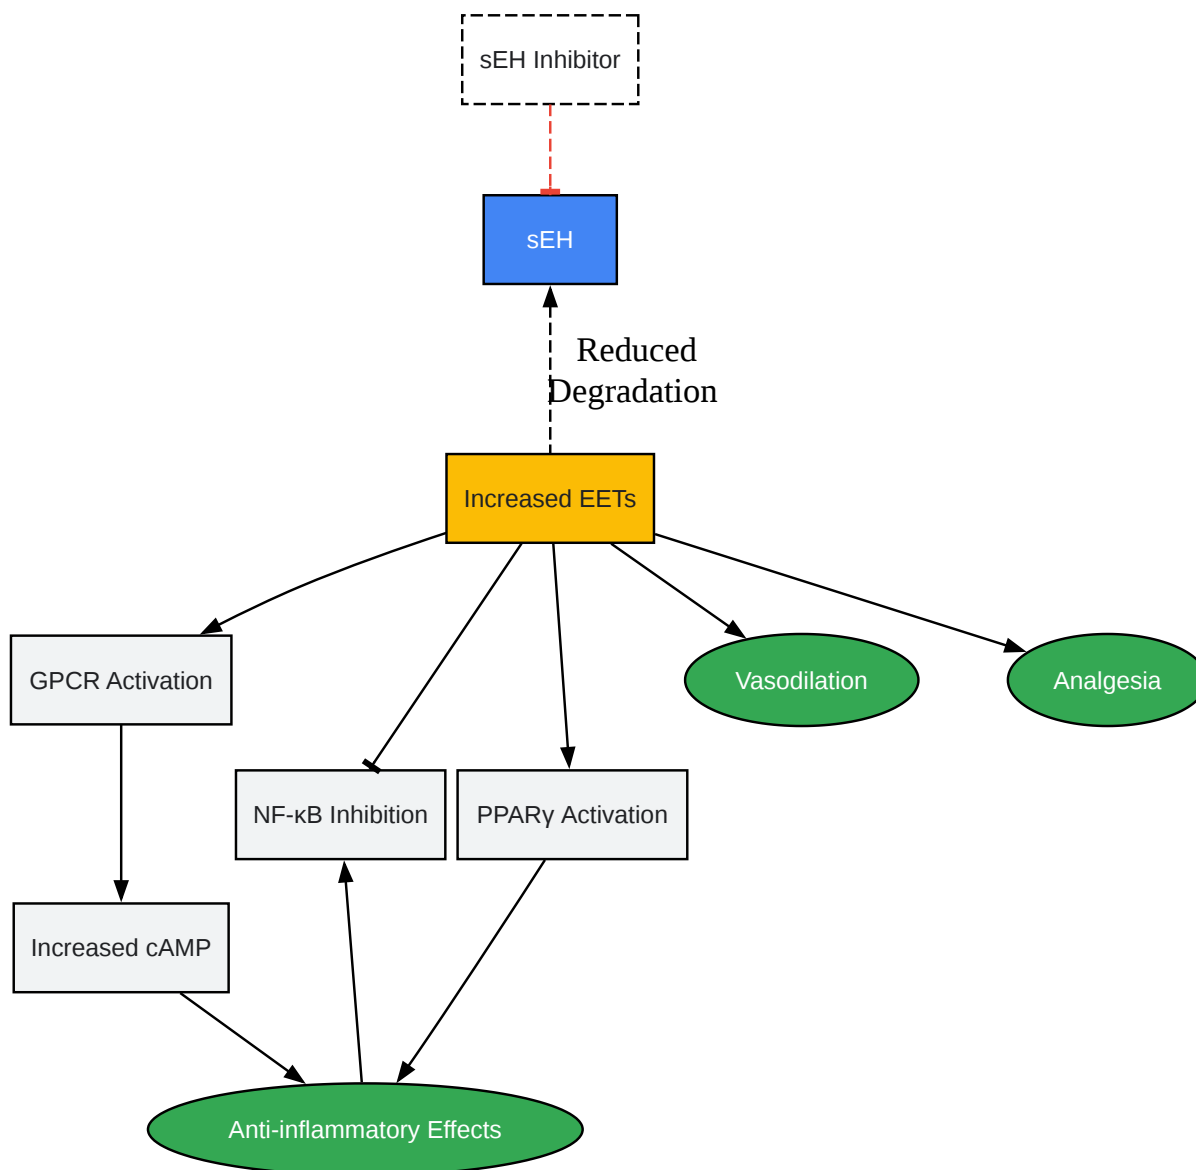 sEH Inhibitor
sEH
Reduced
Degradation
Increased EETs
GPCR Activation
Vasodilation
Analgesia
NF-κB Inhibition
PPARγ Activation
Increased cAMP
Anti-inflammatory Effects